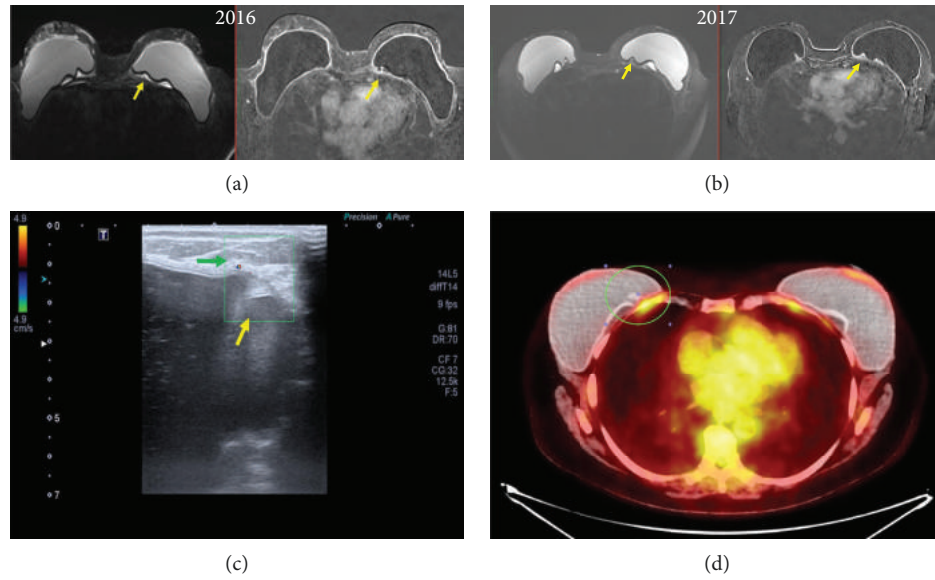 2016
2017
(a)
(b)
Precision A Pure
4.9
0
T
14L5
diffT14
9 fps
4.9
cm/s
G:81
DR:70
CF 7
CG:32
12.5k
F:5
5
7
(c)
(d)